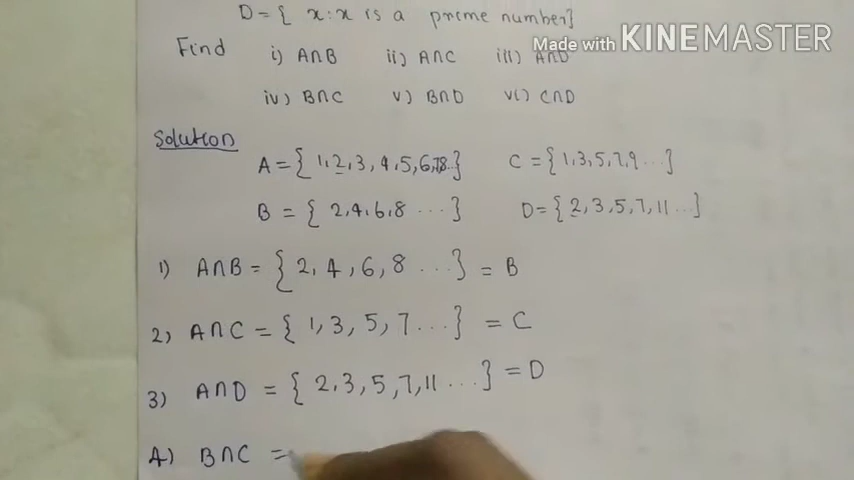 D = { x : x is a prime number}
Made with KINEMASTER
Find i) A∩B ii) A∩C iii) A∩D
iv) B∩C v) B∩D vi) C∩D
Solution
A = { 1, 2, 3, 4, 5, 6, 7,8...} C = { 1, 3, 5, 7, 9 ... }
B = { 2, 4, 6, 8 ... } D = { 2, 3, 5, 7, 11 ... }
1) A∩B = { 2, 4, 6, 8 ... } = B
2) A∩C = { 1, 3, 5, 7 ... } = C
3) A∩D = { 2, 3, 5, 7, 11 ... } = D
4) B∩C =